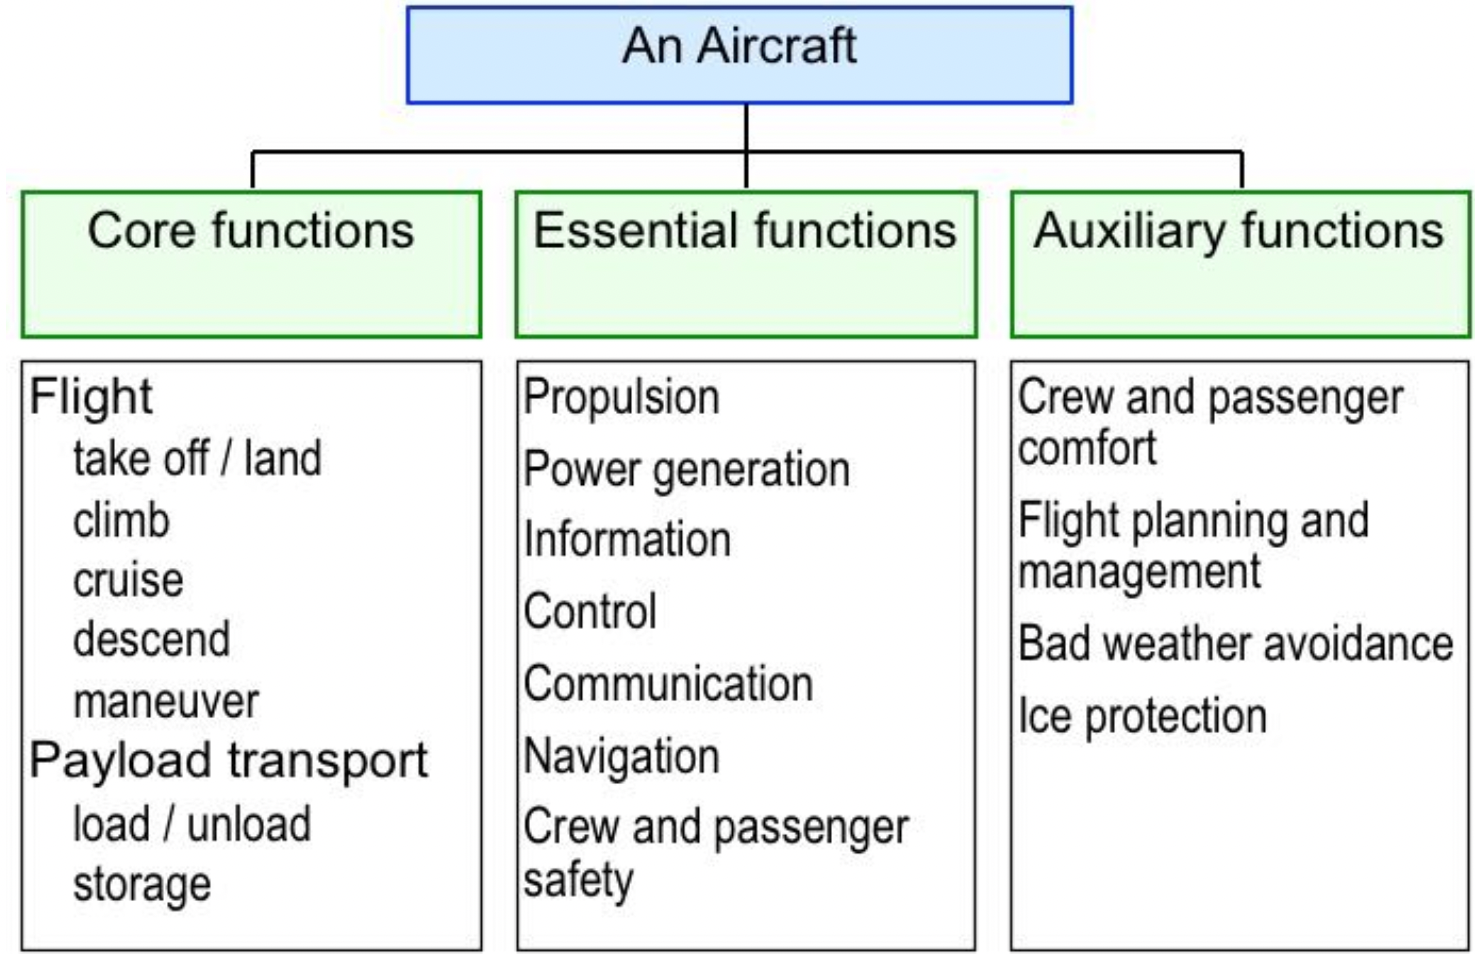 An Aircraft
Core functions
Essential functions
Auxiliary functions
Flight
take off / land
climb
cruise
descend
maneuver
Payload transport
load / unload
storage
Propulsion
Power generation
Information
Control
Communication
Navigation
Crew and passenger
safety
Crew and passenger
comfort
Flight planning and
management
Bad weather avoidance
Ice protection